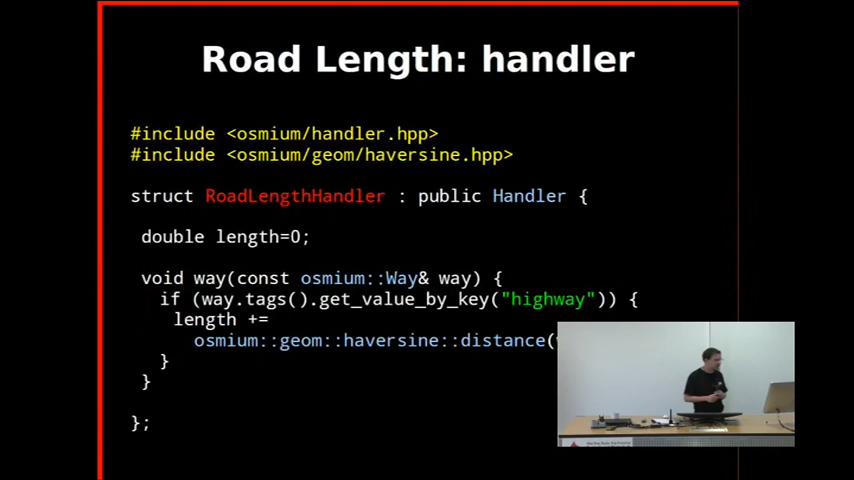 Road Length: handler
#include <osmium/handler.hpp>
#include <osmium/geom/haversine.hpp>
struct RoadLengthHandler : public Handler {
double length=0;
void way(const osmium::Way& way) {
if (way.tags().get_value_by_key("highway")) {
length +=
osmium::geom::haversine::distance(
}
}
};